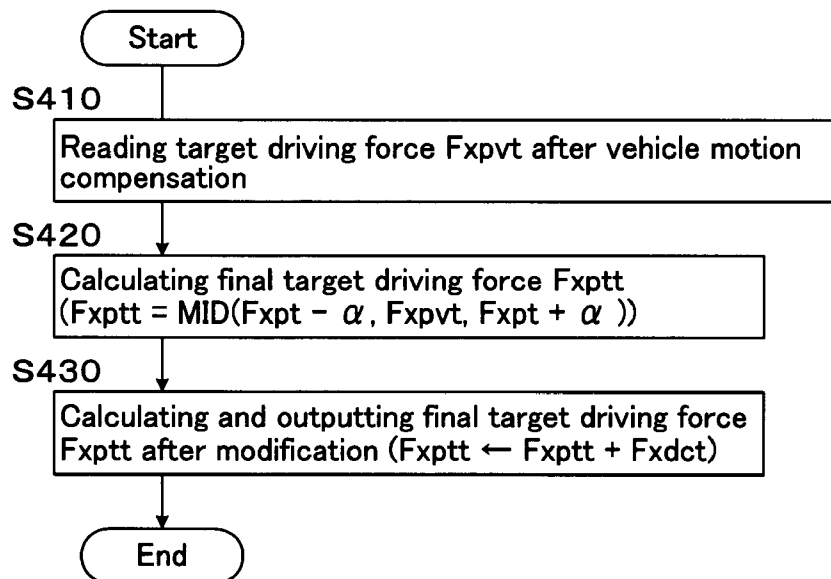 Start
S410
Reading target driving force Fxpvt after vehicle motion
compensation
S420
Calculating final target driving force Fxptt
(Fxptt = MID(Fxpt - α, Fxpvt, Fxpt + α ))
S430
Calculating and outputting final target driving force
Fxptt after modification (Fxptt ← Fxptt + Fxdct)
End